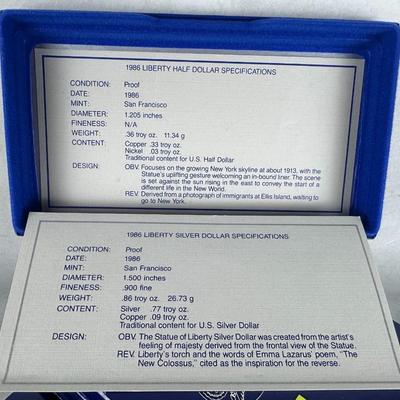 1986 LIBERTY HALF DOLLAR SPECIFICATIONS
CONDITION: Proof
DATE: 1986
MINT: San Francisco
DIAMETER: 1.205 inches
FINENESS: N/A
WEIGHT: .36 troy oz. 11.34 g
CONTENT: Copper .33 troy oz.
Nickel .03 troy oz.
Traditional content for U.S. Half Dollar
DESIGN: OBV. Focuses on the growing New York skyline at about 1913, with the
Statue's uplifting gesture welcoming an in-bound liner. The scene
is set against the sun rising in the east to convey the start of a
different life in the New World.
REV. Derived from a photograph of immigrants at Ellis Island, waiting to
go to New York.
1986 LIBERTY SILVER DOLLAR SPECIFICATIONS
CONDITION: Proof
DATE: 1986
MINT: San Francisco
DIAMETER: 1.500 inches
FINENESS: .900 fine
WEIGHT: .86 troy oz. 26.73 g
CONTENT: Silver .77 troy oz.
Copper .09 troy oz.
Traditional content for U.S. Silver Dollar
DESIGN: OBV. The Statue of Liberty Silver Dollar was created from the artist's
feeling of majesty derived from the frontal view of the Statue.
REV. Liberty's torch and the words of Emma Lazarus' poem, "The
New Colossus," cited as the inspiration for the reverse.